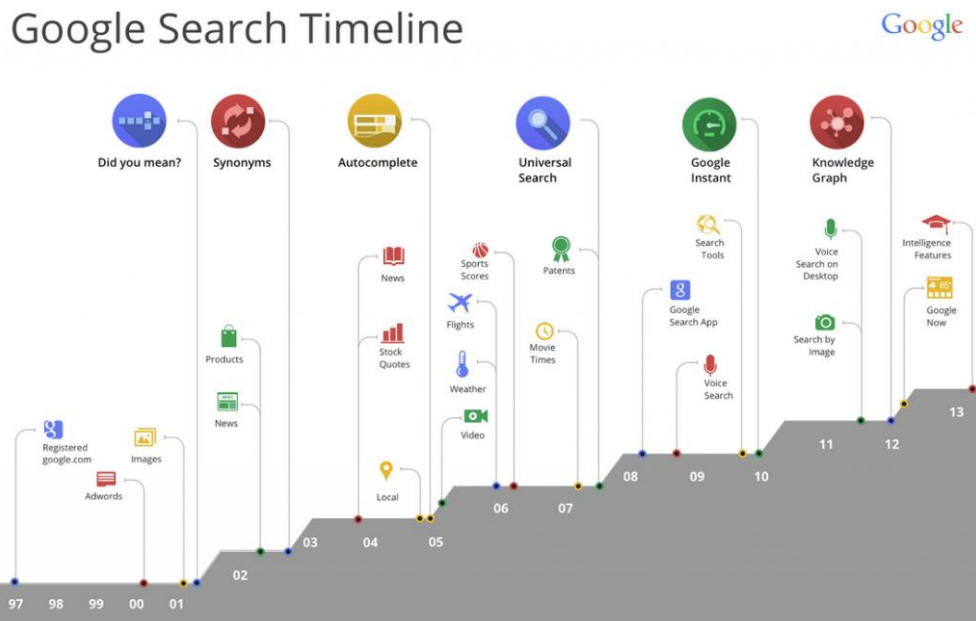 Google Search Timeline
Google
Did you mean?
Synonyms
Autocomplete
Universal
Search
Google
Instant
Knowledge
Graph
Registered
google.com
Adwords
Images
Products
News
News
Stock
Quotes
Local
Sports
Scores
Flights
Weather
Video
Patents
Movie
Times
Search
Tools
Google
Search App
Voice
Search
Voice
Search on
Desktop
Search by
Image
Intelligence
Features
Google
Now
97
98
99
00
01
02
03
04
05
06
07
08
09
10
11
12
13